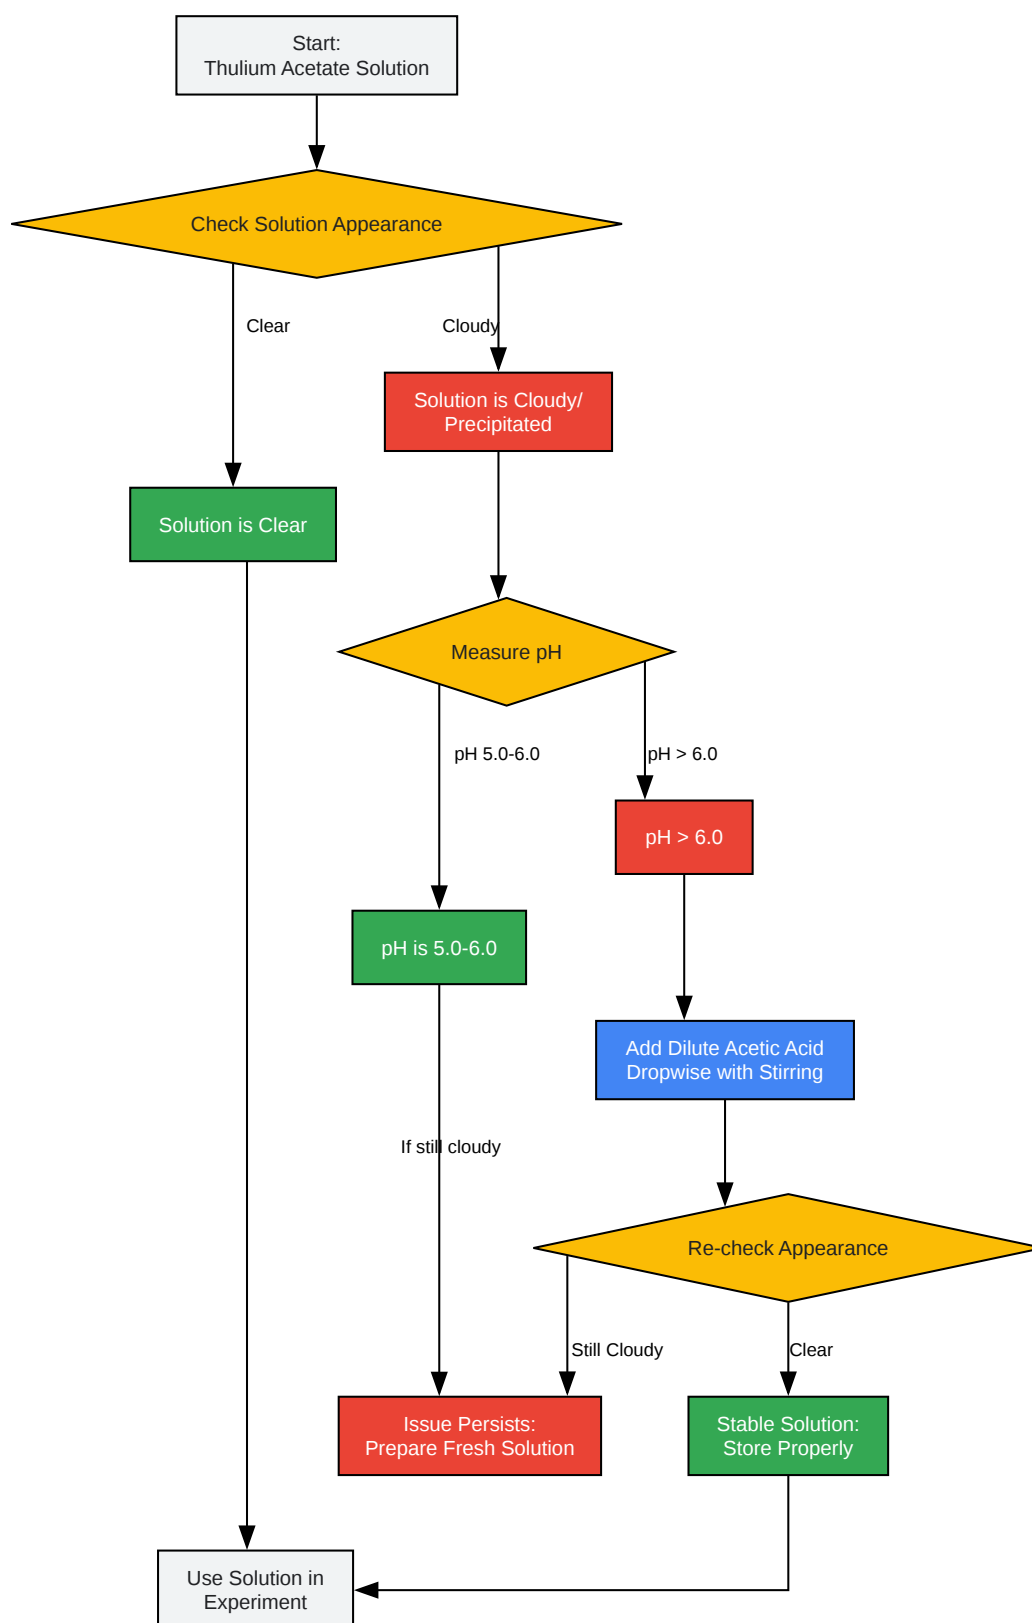 Start:
Thulium Acetate Solution
Check Solution Appearance
Clear
Cloudy
Solution is Cloudy/
Precipitated
Solution is Clear
Measure pH
pH 5.0-6.0
pH > 6.0
pH > 6.0
pH is 5.0-6.0
Add Dilute Acetic Acid
Dropwise with Stirring
If still cloudy
Re-check Appearance
Still Cloudy
Clear
Issue Persists:
Prepare Fresh Solution
Stable Solution:
Store Properly
Use Solution in
Experiment